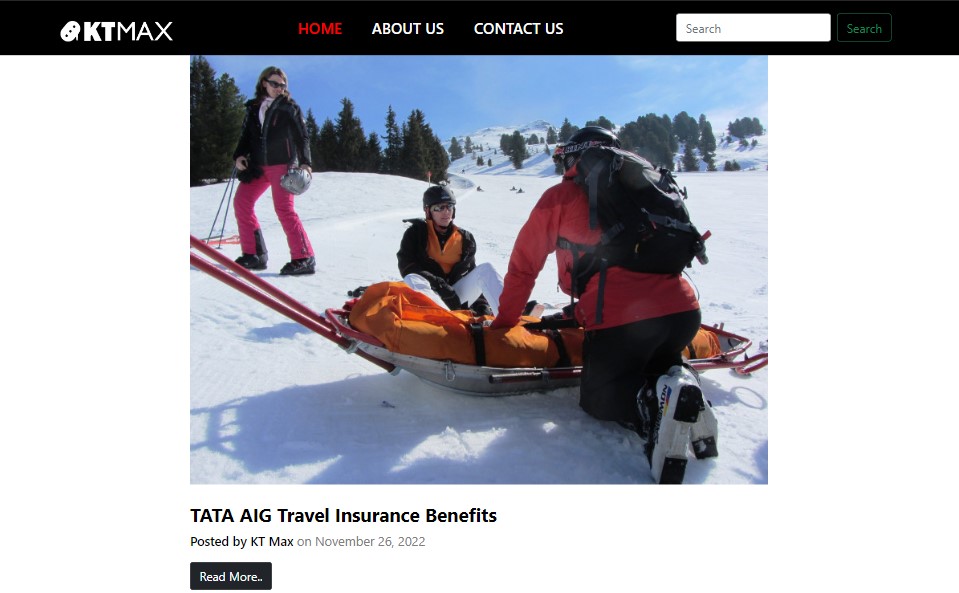 KTMAX
HOME
ABOUT US
CONTACT US
Search
Search
TATA AIG Travel Insurance Benefits
Posted by KT Max on November 26, 2022
Read More..